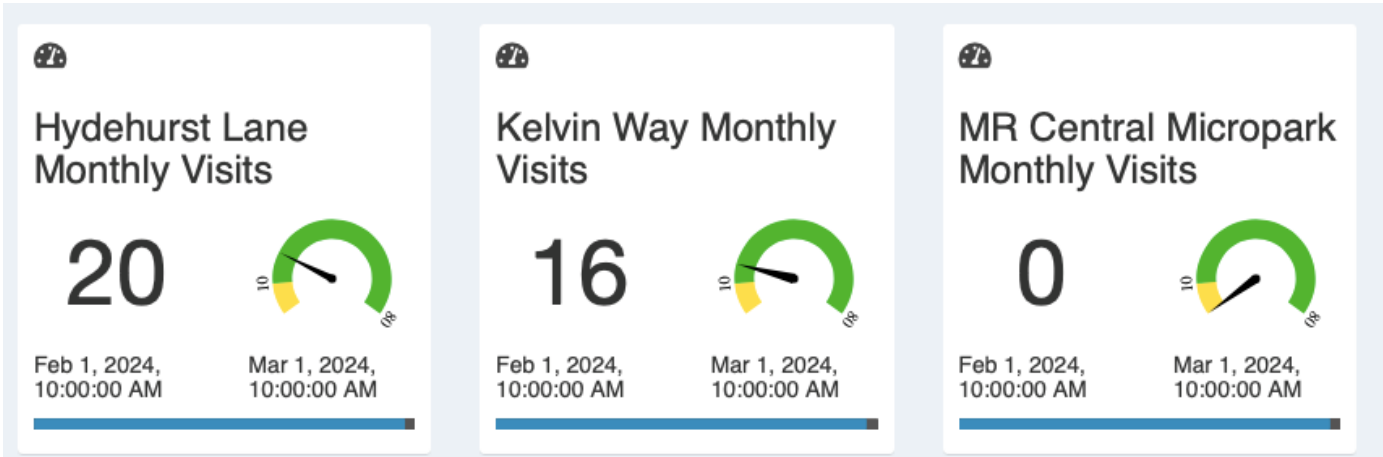 Hydehurst Lane
Monthly Visits
20
10
80
Feb 1, 2024,
10:00:00 AM
Mar 1, 2024,
10:00:00 AM
Kelvin Way Monthly
Visits
16
10
80
Feb 1, 2024,
10:00:00 AM
Mar 1, 2024,
10:00:00 AM
MR Central Micropark
Monthly Visits
0
10
80
Feb 1, 2024,
10:00:00 AM
Mar 1, 2024,
10:00:00 AM